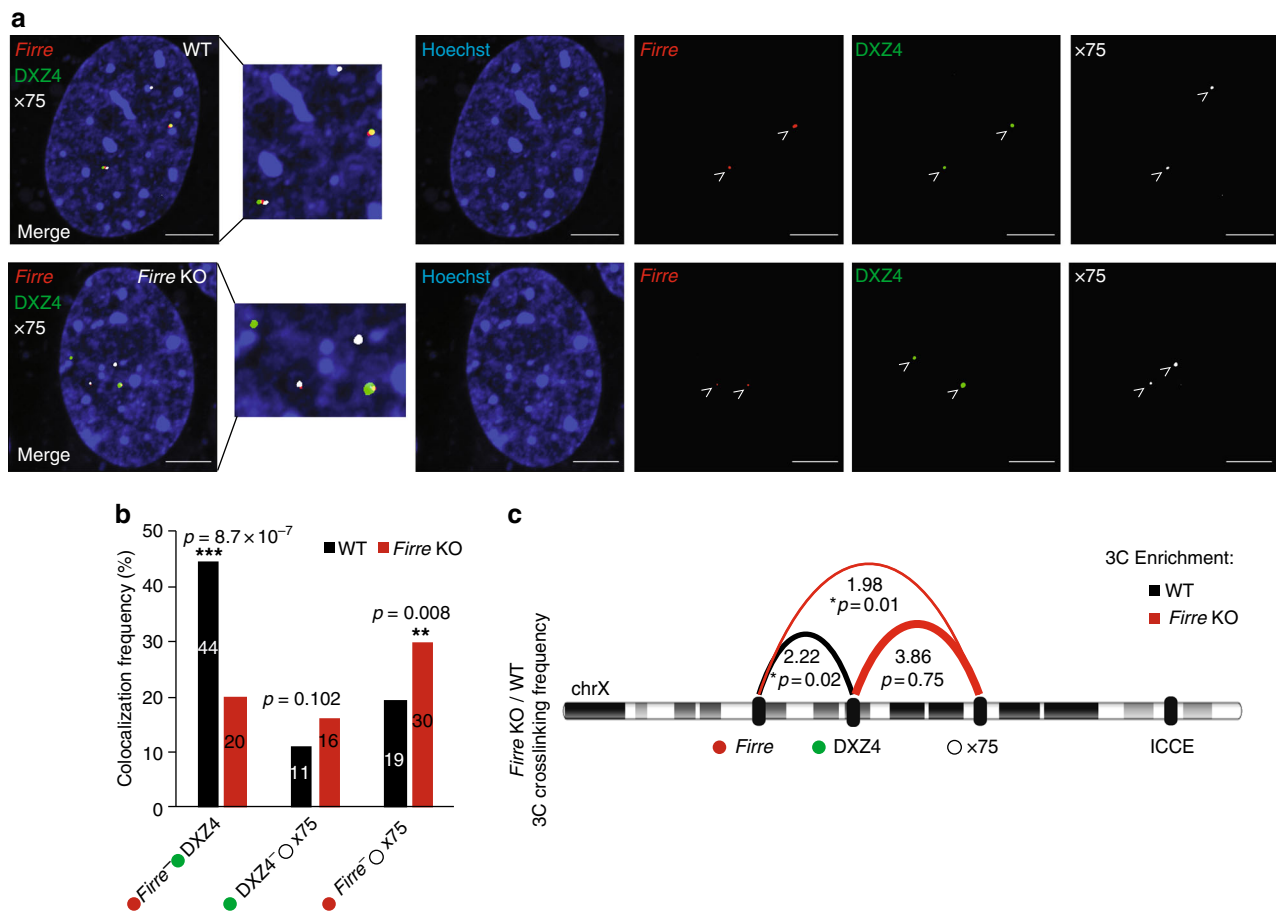 a
Firre
WT
DXZ4
×75
Merge
Hoechst
Firre
DXZ4
×75
Firre
Firre KO
DXZ4
×75
Merge
Hoechst
Firre
DXZ4
×75
b
Colocalization frequency (%)
50
40
30
20
10
0
p = 8.7 × 10⁻⁷
***
WT
Firre KO
p = 0.008
**
p = 0.102
44
20
11
16
19
30
Firre–DXZ4
DXZ4–x75
Firre–x75
c
Firre KO / WT
3C crosslinking frequency
3C Enrichment:
WT
Firre KO
1.98
*p = 0.01
2.22
*p = 0.02
3.86
p = 0.75
chrX
Firre
DXZ4
×75
ICCE